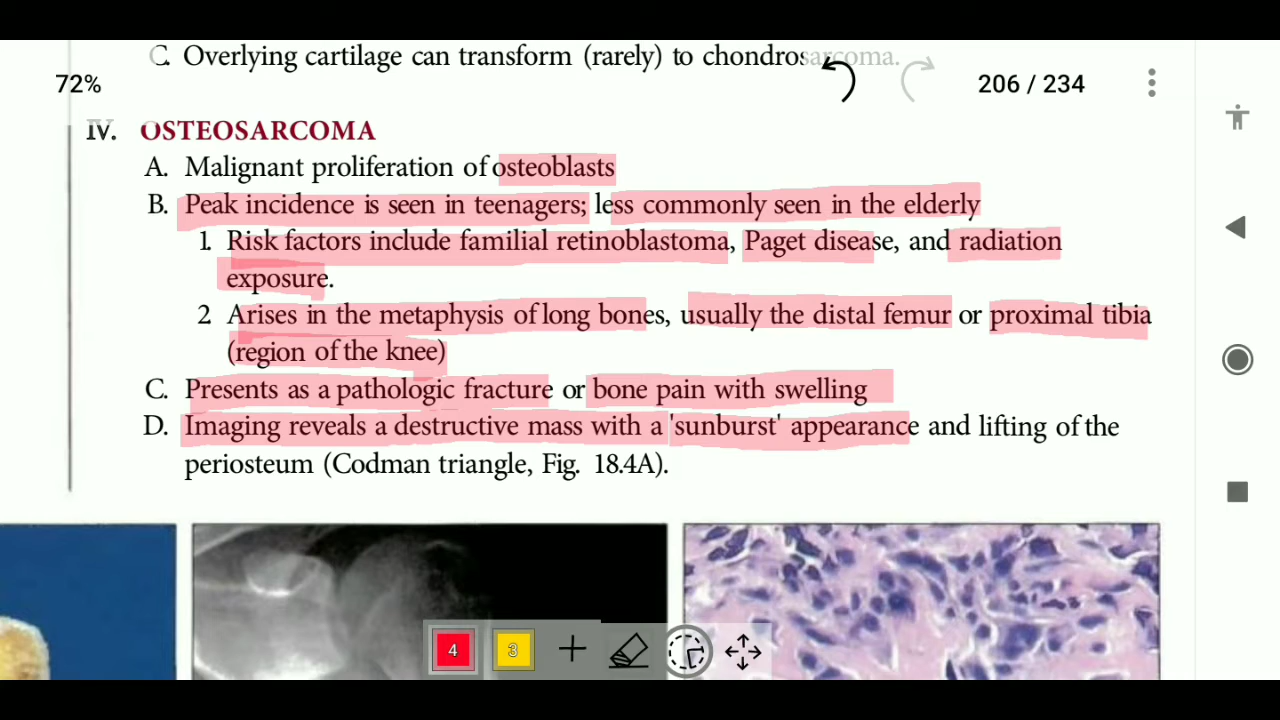 C. Overlying cartilage can transform (rarely) to chondrosarcoma.
72%
206 / 234
IV. OSTEOSARCOMA
A. Malignant proliferation of osteoblasts
B. Peak incidence is seen in teenagers; less commonly seen in the elderly
1. Risk factors include familial retinoblastoma, Paget disease, and radiation
exposure.
2 Arises in the metaphysis of long bones, usually the distal femur or proximal tibia
(region of the knee)
C. Presents as a pathologic fracture or bone pain with swelling
D. Imaging reveals a destructive mass with a 'sunburst' appearance and lifting of the
periosteum (Codman triangle, Fig. 18.4A).
4
3